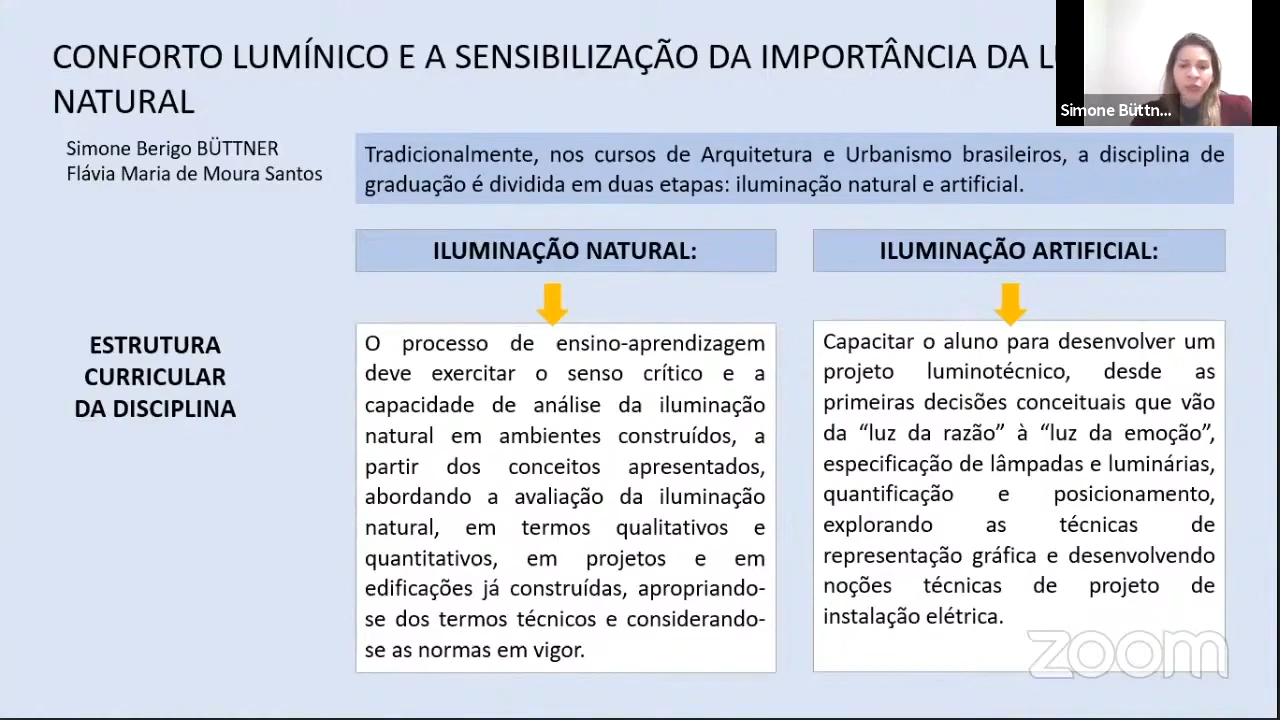 CONFORTO LUMÍNICO E A SENSIBILIZAÇÃO DA IMPORTÂNCIA DA
NATURAL
Simone Büttn...
Simone Berigo BÜTTNER
Flávia Maria de Moura Santos
Tradicionalmente, nos cursos de Arquitetura e Urbanismo brasileiros, a disciplina de
graduação é dividida em duas etapas: iluminação natural e artificial.
ESTRUTURA
CURRICULAR
DA DISCIPLINA
ILUMINAÇÃO NATURAL:
O processo de ensino-aprendizagem
deve exercitar o senso crítico e a
capacidade de análise da iluminação
natural em ambientes construídos, a
partir dos conceitos apresentados,
abordando a avaliação da iluminação
natural, em termos qualitativos e
quantitativos, em projetos e em
edificações já construídas, apropriando-
se dos termos técnicos e considerando-
se as normas em vigor.
ILUMINAÇÃO ARTIFICIAL:
Capacitar o aluno para desenvolver um
projeto luminotécnico, desde as
primeiras decisões conceituais que vão
da “luz da razão” à “luz da emoção”,
especificação de lâmpadas e luminárias,
quantificação e posicionamento,
explorando as técnicas de
representação gráfica e desenvolvendo
noções técnicas de projeto de
instalação elétrica.
zoom